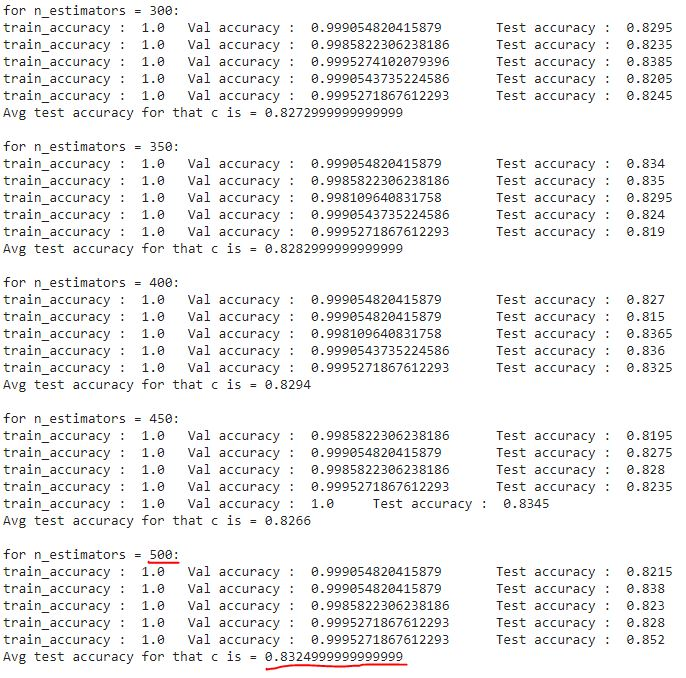 for n_estimators = 300:
train_accuracy :  1.0   Val accuracy :  0.999054820415879       Test accuracy :  0.8295
train_accuracy :  1.0   Val accuracy :  0.9985822306238186      Test accuracy :  0.8235
train_accuracy :  1.0   Val accuracy :  0.9995274102079396      Test accuracy :  0.8385
train_accuracy :  1.0   Val accuracy :  0.9990543735224586      Test accuracy :  0.8205
train_accuracy :  1.0   Val accuracy :  0.9995271867612293      Test accuracy :  0.8245
Avg test accuracy for that c is = 0.8272999999999999
for n_estimators = 350:
train_accuracy :  1.0   Val accuracy :  0.999054820415879       Test accuracy :  0.834
train_accuracy :  1.0   Val accuracy :  0.9985822306238186      Test accuracy :  0.835
train_accuracy :  1.0   Val accuracy :  0.998109640831758       Test accuracy :  0.8295
train_accuracy :  1.0   Val accuracy :  0.9990543735224586      Test accuracy :  0.824
train_accuracy :  1.0   Val accuracy :  0.9995271867612293      Test accuracy :  0.819
Avg test accuracy for that c is = 0.8282999999999999
for n_estimators = 400:
train_accuracy :  1.0   Val accuracy :  0.999054820415879       Test accuracy :  0.827
train_accuracy :  1.0   Val accuracy :  0.999054820415879       Test accuracy :  0.815
train_accuracy :  1.0   Val accuracy :  0.998109640831758       Test accuracy :  0.8365
train_accuracy :  1.0   Val accuracy :  0.9990543735224586      Test accuracy :  0.836
train_accuracy :  1.0   Val accuracy :  0.9995271867612293      Test accuracy :  0.8325
Avg test accuracy for that c is = 0.8294
for n_estimators = 450:
train_accuracy :  1.0   Val accuracy :  0.9985822306238186      Test accuracy :  0.8195
train_accuracy :  1.0   Val accuracy :  0.999054820415879       Test accuracy :  0.8275
train_accuracy :  1.0   Val accuracy :  0.9985822306238186      Test accuracy :  0.828
train_accuracy :  1.0   Val accuracy :  0.9995271867612293      Test accuracy :  0.8235
train_accuracy :  1.0   Val accuracy :  1.0     Test accuracy :  0.8345
Avg test accuracy for that c is = 0.8266
for n_estimators = 500:
train_accuracy :  1.0   Val accuracy :  0.999054820415879       Test accuracy :  0.8215
train_accuracy :  1.0   Val accuracy :  0.999054820415879       Test accuracy :  0.838
train_accuracy :  1.0   Val accuracy :  0.9985822306238186      Test accuracy :  0.823
train_accuracy :  1.0   Val accuracy :  0.9995271867612293      Test accuracy :  0.828
train_accuracy :  1.0   Val accuracy :  0.9995271867612293      Test accuracy :  0.852
Avg test accuracy for that c is = 0.8324999999999999